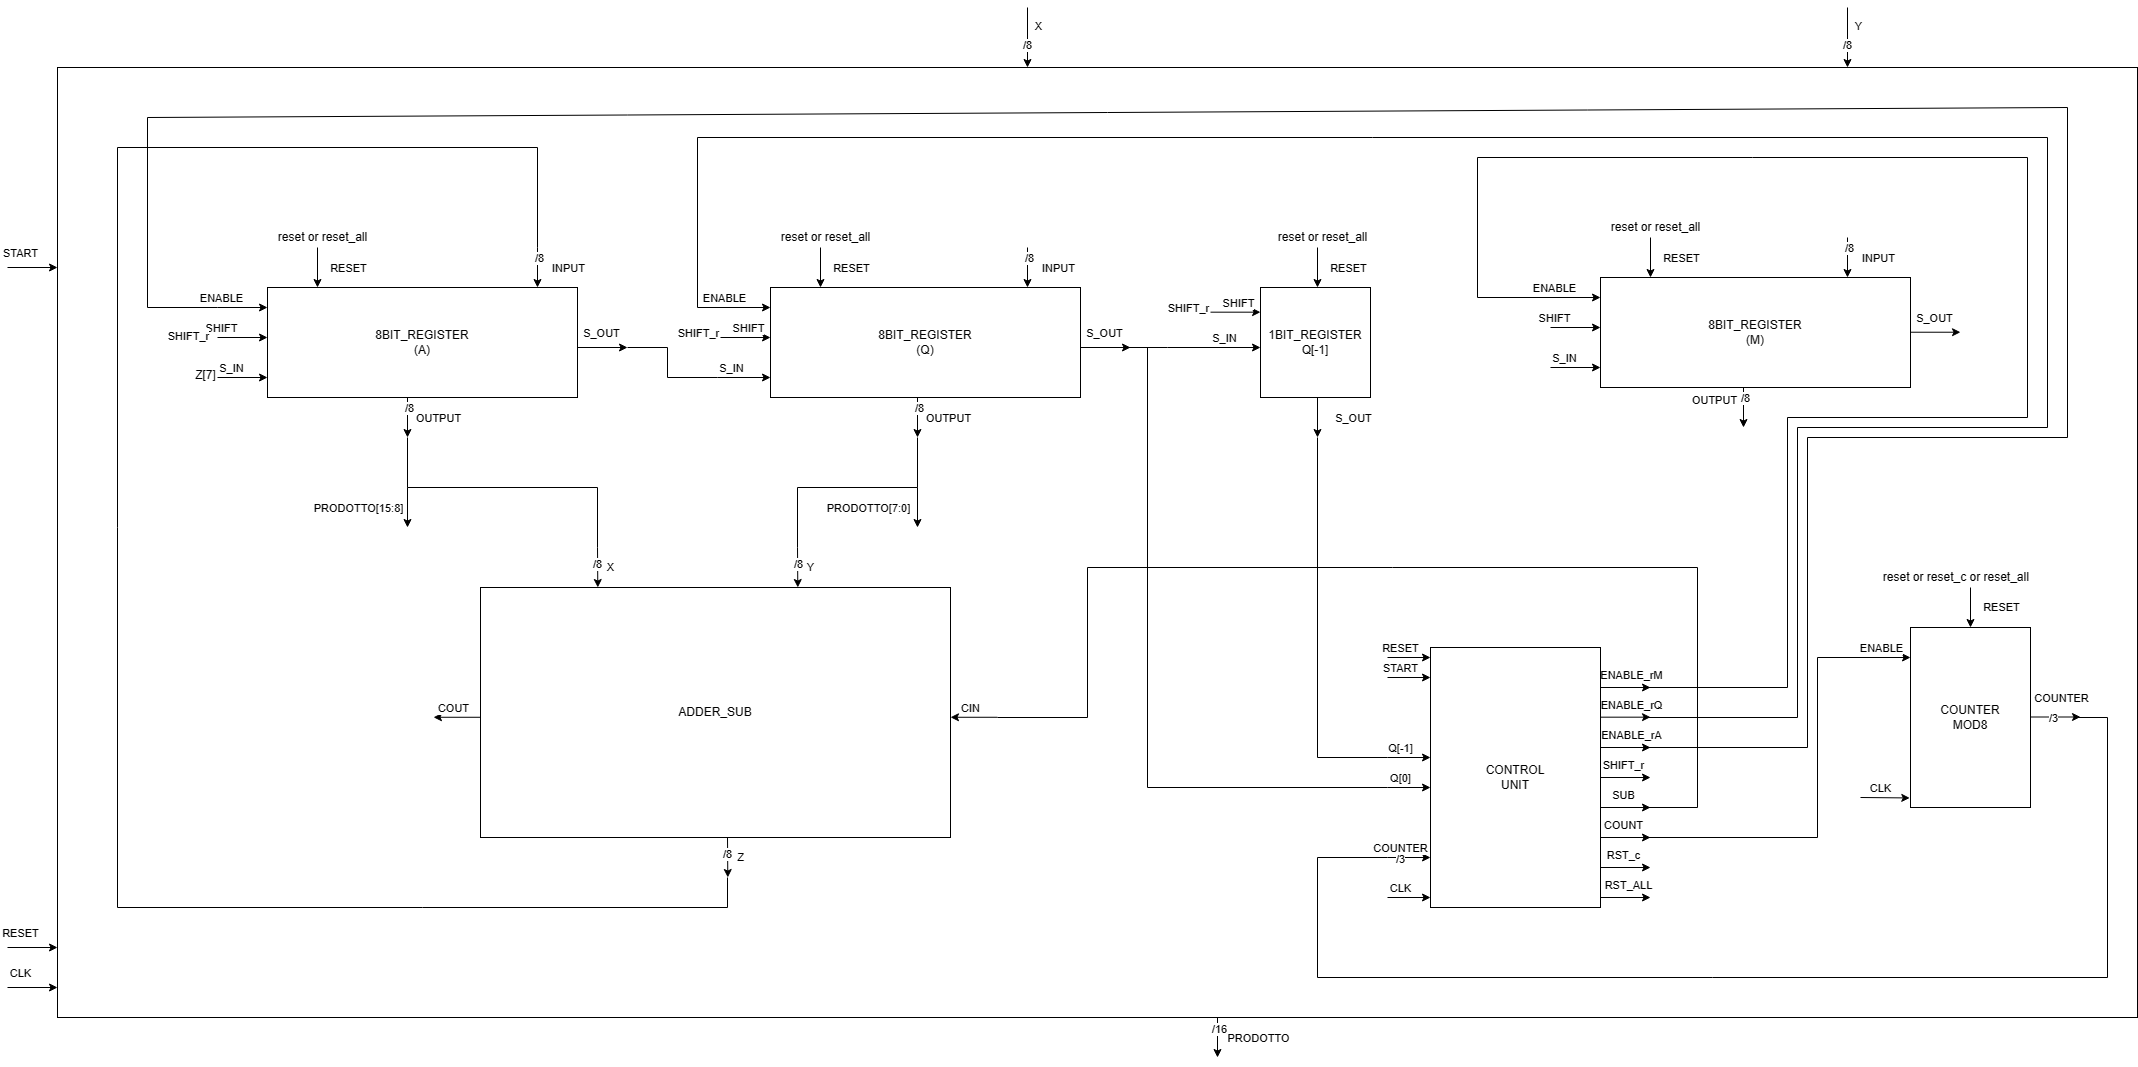 X
Y
/8
/8
START
reset or reset_all
RESET
/8
INPUT
ENABLE
SHIFT
SHIFT_r
Z[7]
S_IN
8BIT_REGISTER
(A)
S_OUT
/8
OUTPUT
PRODOTTO[15:8]
reset or reset_all
RESET
/8
INPUT
ENABLE
SHIFT_r
SHIFT
S_IN
8BIT_REGISTER
(Q)
S_OUT
/8
OUTPUT
PRODOTTO[7:0]
reset or reset_all
RESET
SHIFT_r
SHIFT
S_IN
1BIT_REGISTER
Q[-1]
S_OUT
reset or reset_all
RESET
/8
INPUT
ENABLE
SHIFT
S_IN
8BIT_REGISTER
(M)
S_OUT
OUTPUT
/8
/8
X
/8
Y
COUT
ADDER_SUB
CIN
/8
Z
RESET
START
Q[-1]
Q[0]
COUNTER
/3
CLK
CONTROL
UNIT
ENABLE_rM
ENABLE_rQ
ENABLE_rA
SHIFT_r
SUB
COUNT
RST_c
RST_ALL
reset or reset_c or reset_all
RESET
ENABLE
COUNTER
MOD8
COUNTER
/3
CLK
RESET
CLK
/16
PRODOTTO